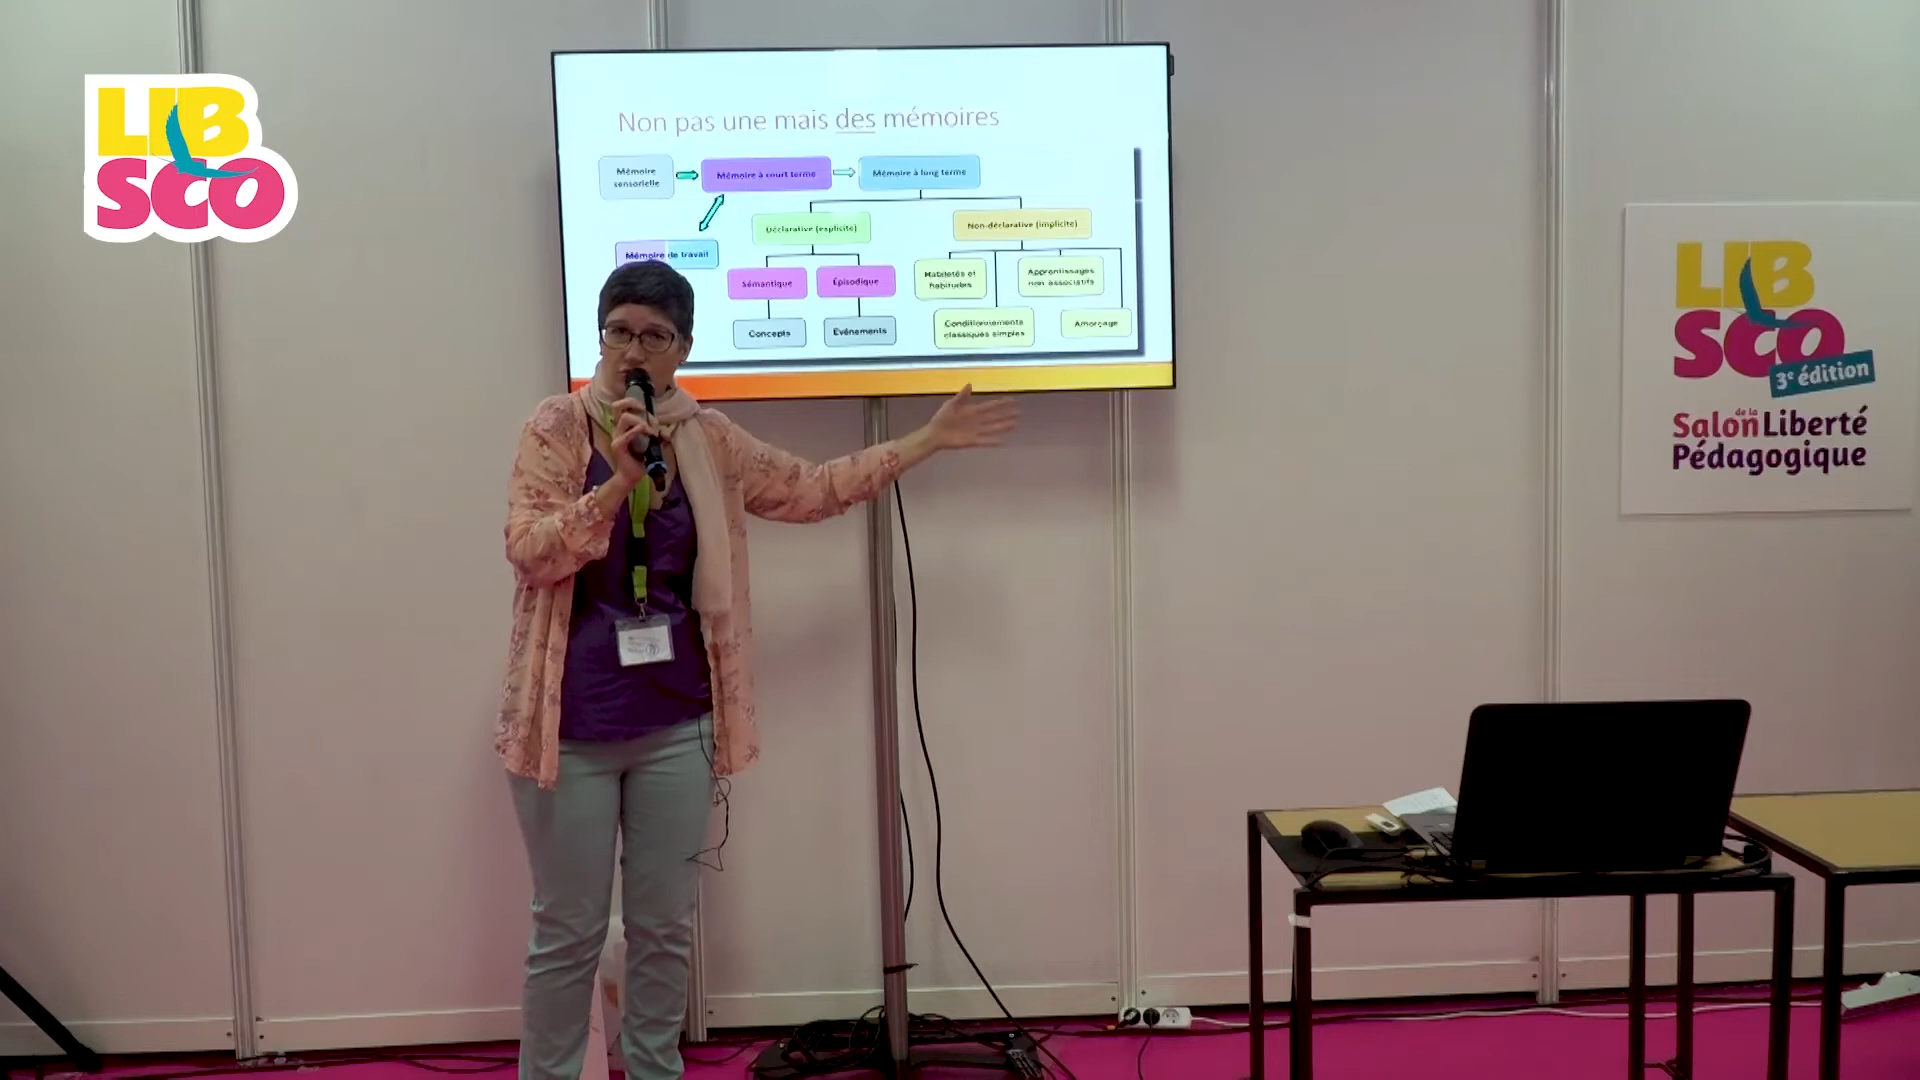 LIB
SCO
Non pas une mais des mémoires
Mémoire
sensorielle
Mémoire à court terme
Mémoire à long terme
Mémoire de travail
Déclarative (explicite)
Non-déclarative (implicite)
Sémantique
Épisodique
Habiletés et
habitudes
Apprentissages
non associatifs
Concepts
Evénements
Conditionnements
classiques simples
Amorçage
LIB
SCO
3e édition
Salon de la Liberté
Pédagogique